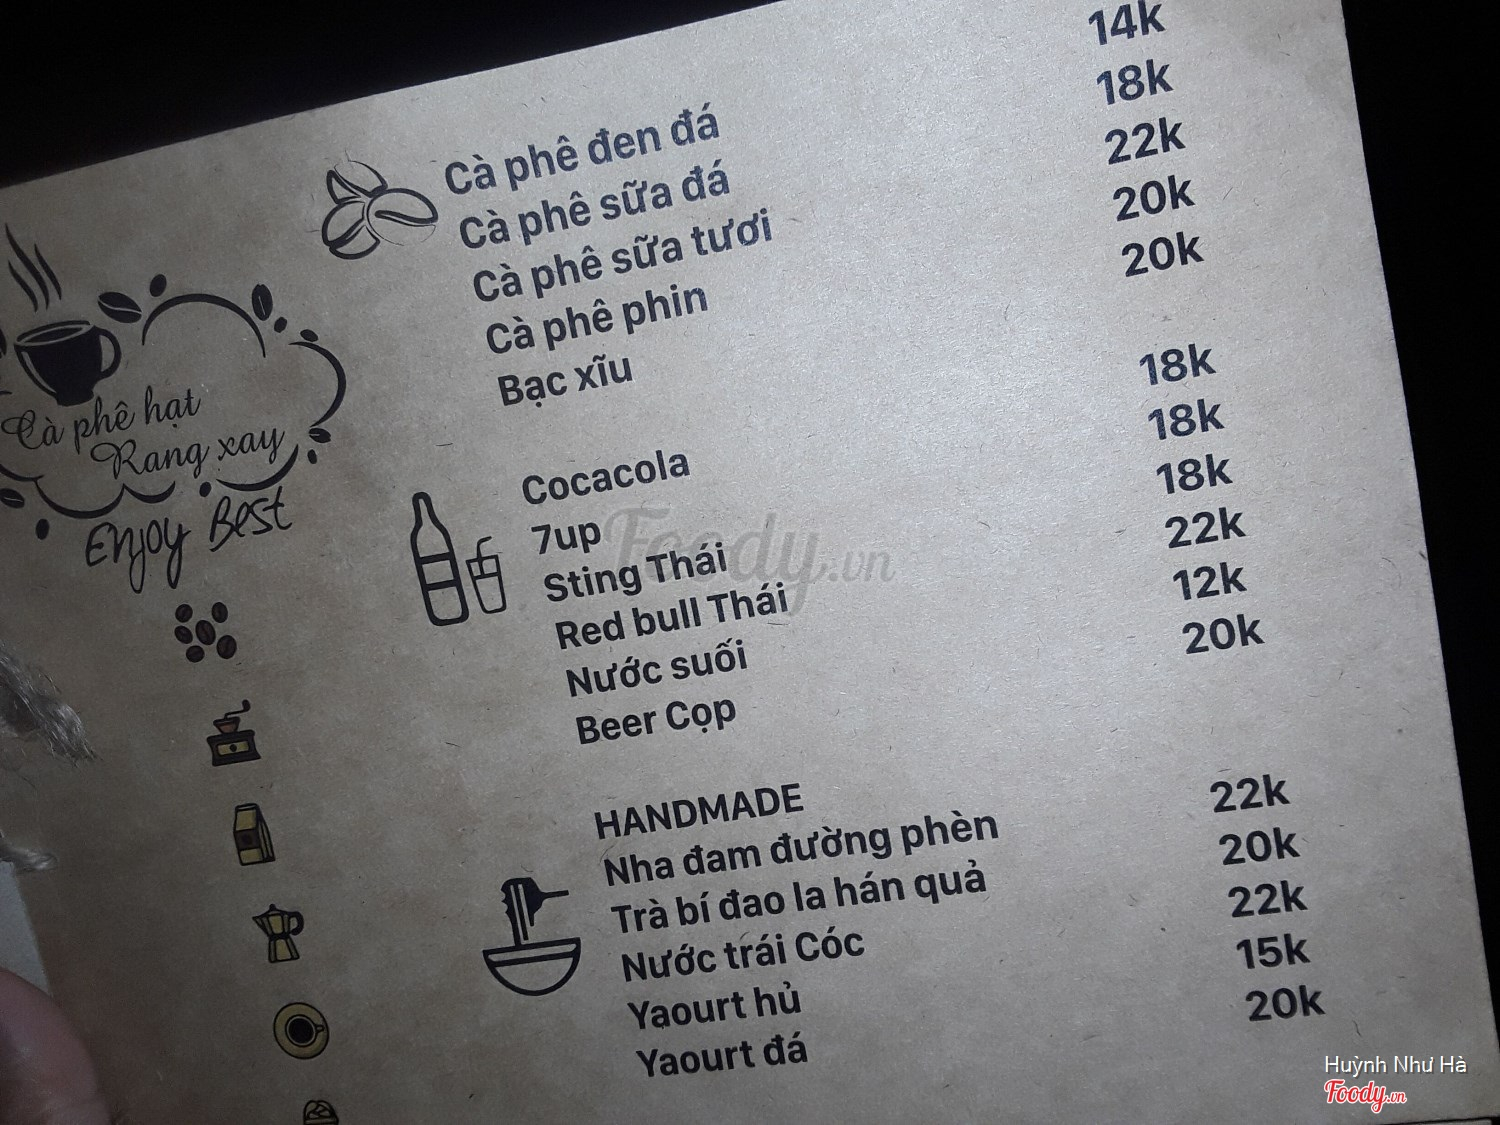 Cà phê hạt
Rang xay
Enjoy Best
Cà phê đen đá 14k
Cà phê sữa đá 18k
Cà phê sữa tươi 22k
Cà phê phin 20k
Bạc xĩu 20k
Cocacola 18k
7up 18k
Sting Thái 18k
Red bull Thái 22k
Nước suối 12k
Beer Cọp 20k
HANDMADE
Nha đam đường phèn 22k
Trà bí đao la hán quả 20k
Nước trái Cóc 22k
Yaourt hủ 15k
Yaourt đá 20k
Foody.vn
Huỳnh Như Hà
Foody.vn